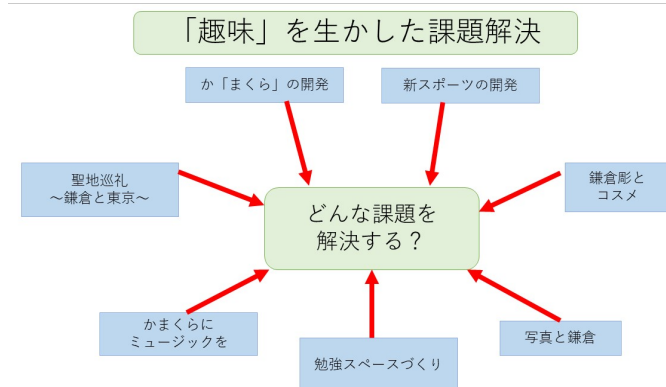 「趣味」を生かした課題解決
か「まくら」の開発
新スポーツの開発
聖地巡礼
～鎌倉と東京～
鎌倉彫と
コスメ
どんな課題を
解決する？
かまくらに
ミュージックを
勉強スペースづくり
写真と鎌倉